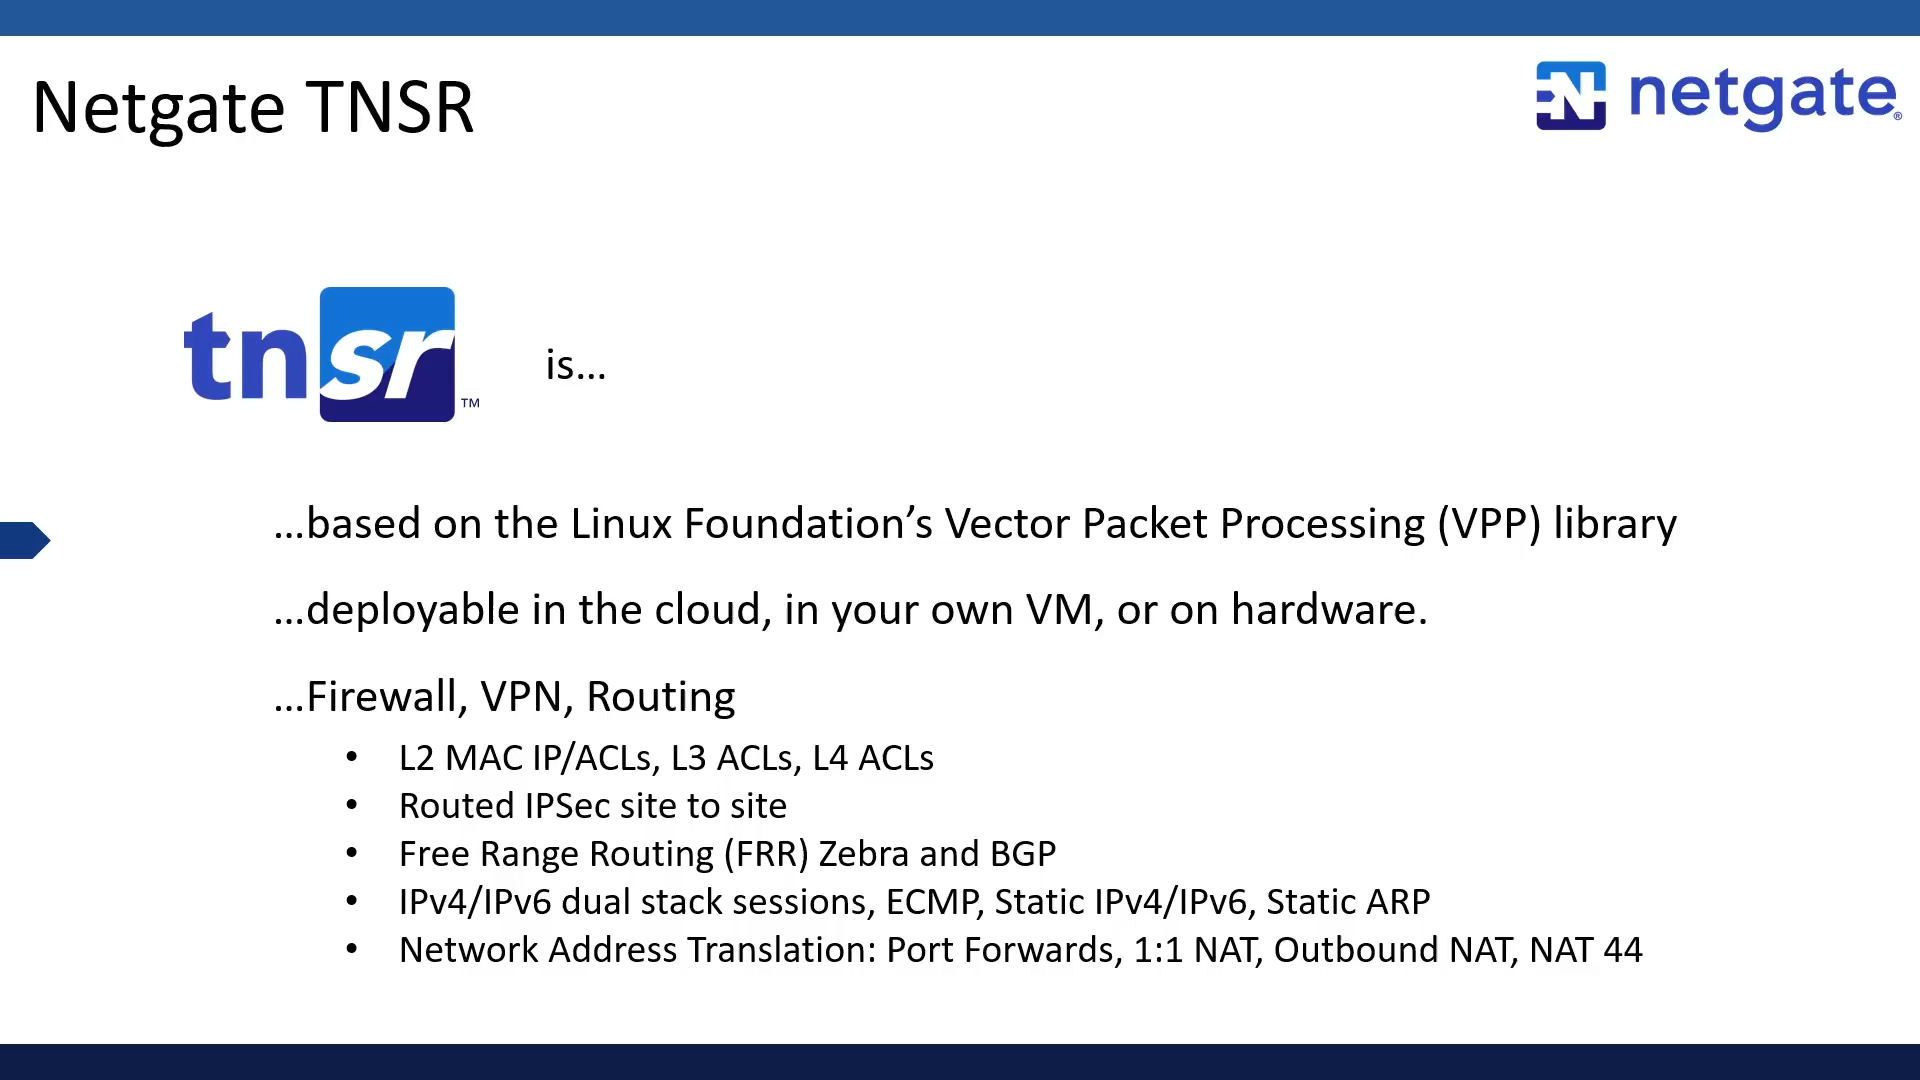 Netgate TNSR
netgate®
tnsr™
is...
...based on the Linux Foundation’s Vector Packet Processing (VPP) library
...deployable in the cloud, in your own VM, or on hardware.
...Firewall, VPN, Routing
• L2 MAC IP/ACLs, L3 ACLs, L4 ACLs
• Routed IPSec site to site
• Free Range Routing (FRR) Zebra and BGP
• IPv4/IPv6 dual stack sessions, ECMP, Static IPv4/IPv6, Static ARP
• Network Address Translation: Port Forwards, 1:1 NAT, Outbound NAT, NAT 44